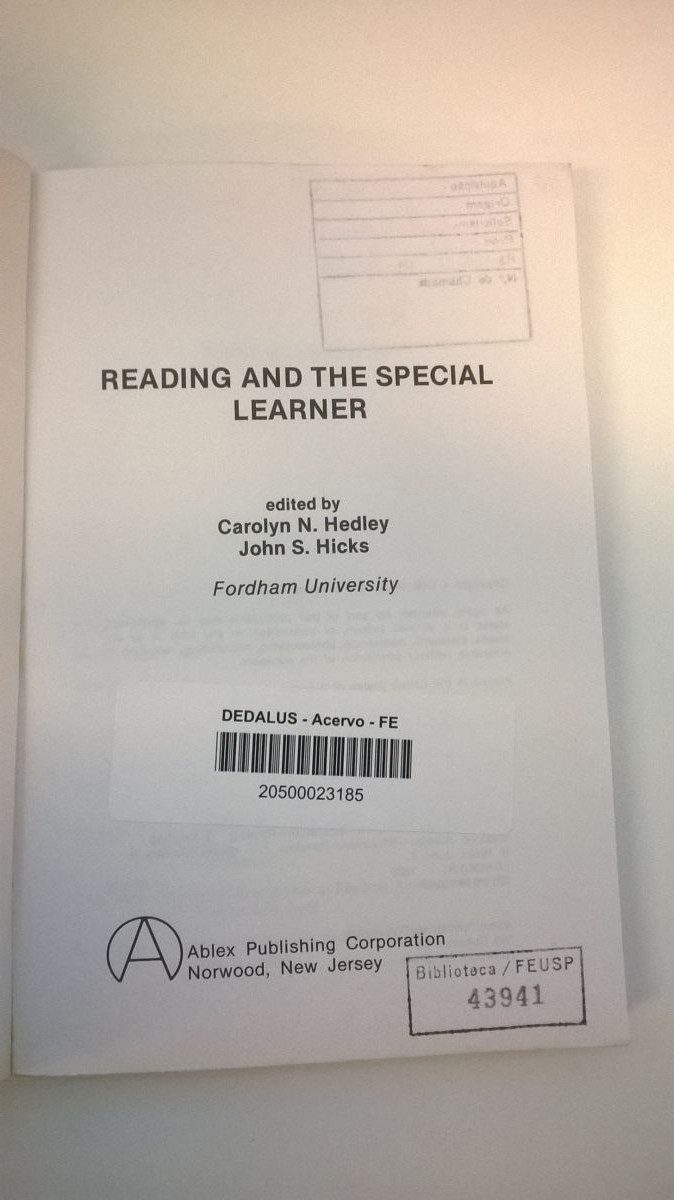 READING AND THE SPECIAL
LEARNER
edited by
Carolyn N. Hedley
John S. Hicks
Fordham University
DEDALUS - Acervo - FE
20500023185
A
Ablex Publishing Corporation
Norwood, New Jersey
Biblioteca / FEUSP
43941